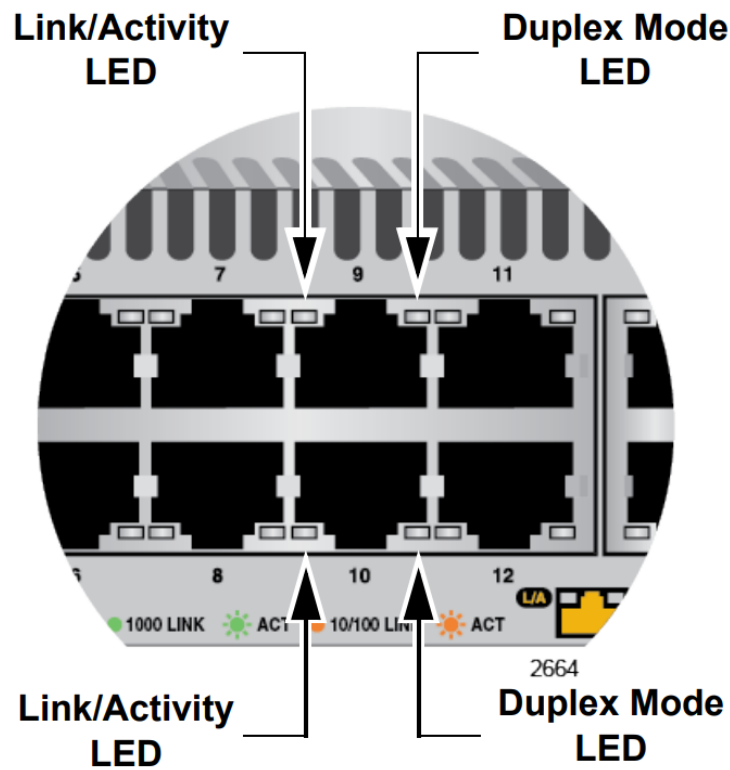 Link/Activity
LED
Duplex Mode
LED
7 9 11
8 10 12
L/A
1000 LINK ACT 10/100 LINK ACT
2664
Link/Activity
LED
Duplex Mode
LED